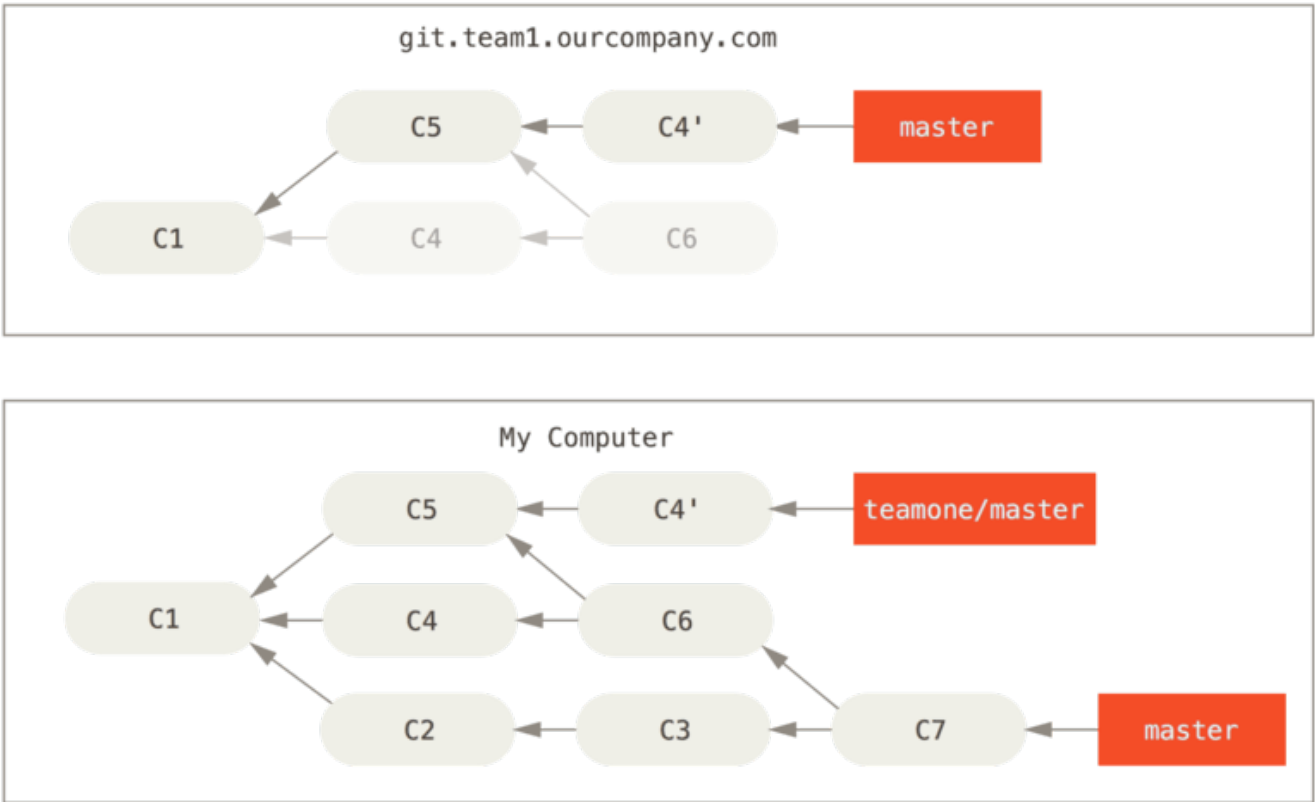 git.team1.ourcompany.com
C5 C4' master
C1 C4 C6
My Computer
C5 C4' teamone/master
C1 C4 C6
C2 C3 C7 master